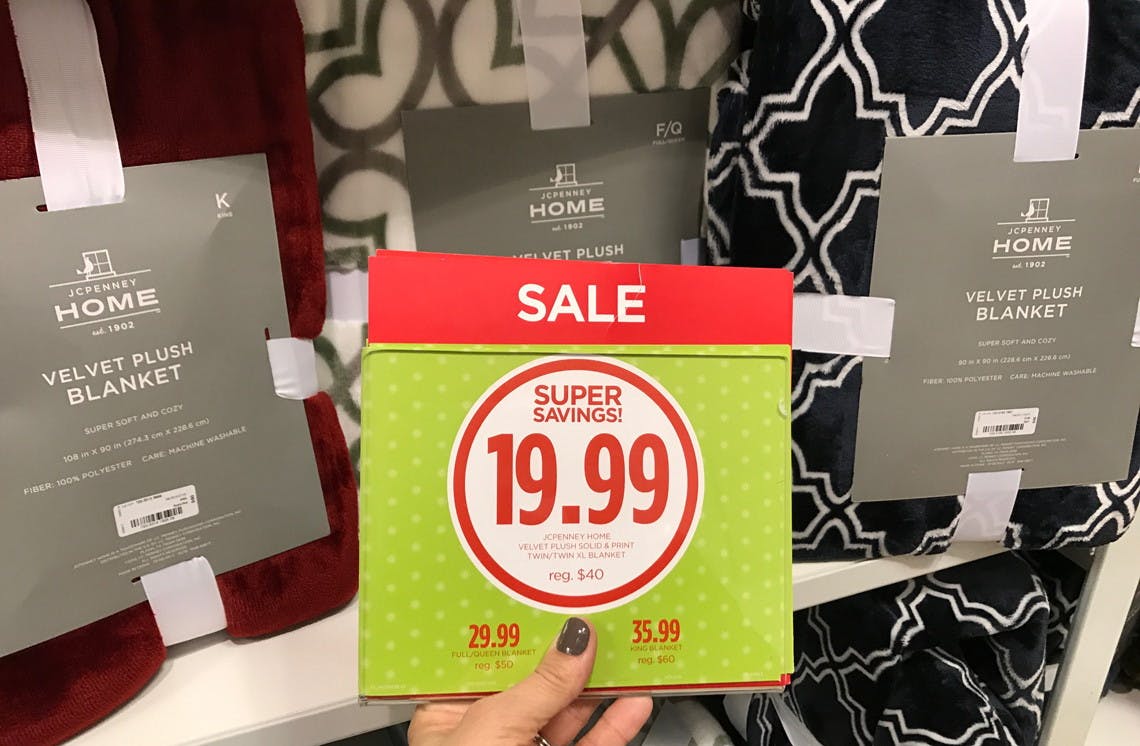 K
KING
JCPENNEY
HOME
est. 1902
VELVET PLUSH
BLANKET
SUPER SOFT AND COZY
108 in X 90 in (274.3 cm X 228.6 cm)
FIBER: 100% POLYESTER CARE: MACHINE WASHABLE
F/Q
FULL/QUEEN
JCPENNEY
HOME
est. 1902
VELVET PLUSH
JCPENNEY
HOME
est. 1902
VELVET PLUSH
BLANKET
SUPER SOFT AND COZY
90 in X 90 in (228.6 cm X 228.6 cm)
FIBER: 100% POLYESTER CARE: MACHINE WASHABLE
SALE
SUPER
SAVINGS!
19.99
JCPENNEY HOME
VELVET PLUSH SOLID & PRINT
TWIN/TWIN XL BLANKET
reg. $40
29.99
FULL/QUEEN BLANKET
reg. $50
35.99
KING BLANKET
reg. $60